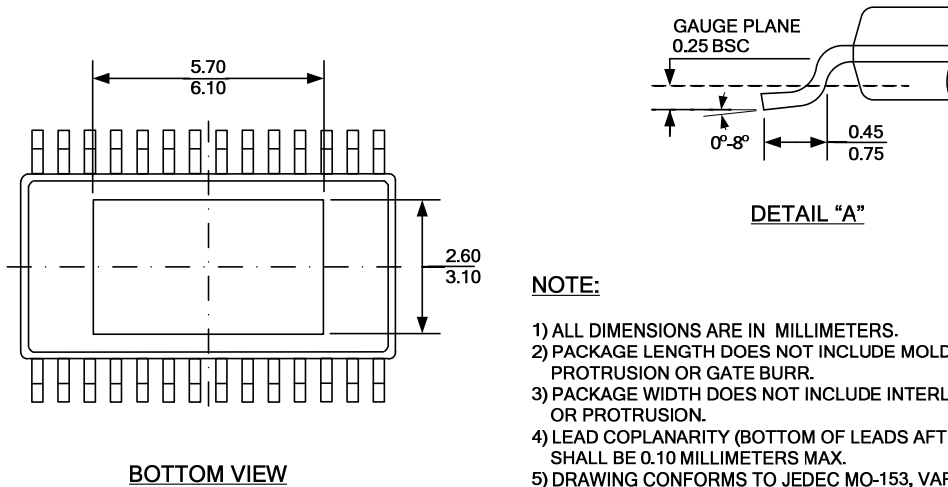 5.70
6.10
2.60
3.10
BOTTOM VIEW
GAUGE PLANE
0.25 BSC
0°-8°
0.45
0.75
DETAIL “A”
NOTE:
1) ALL DIMENSIONS ARE IN MILLIMETERS.
2) PACKAGE LENGTH DOES NOT INCLUDE MOLD
PROTRUSION OR GATE BURR.
3) PACKAGE WIDTH DOES NOT INCLUDE
OR PROTRUSION.
4) LEAD COPLANARITY (BOTTOM OF LEADS
SHALL BE 0.10 MILLIMETERS MAX.
5) DRAWING CONFORMS TO JEDEC MO-153,